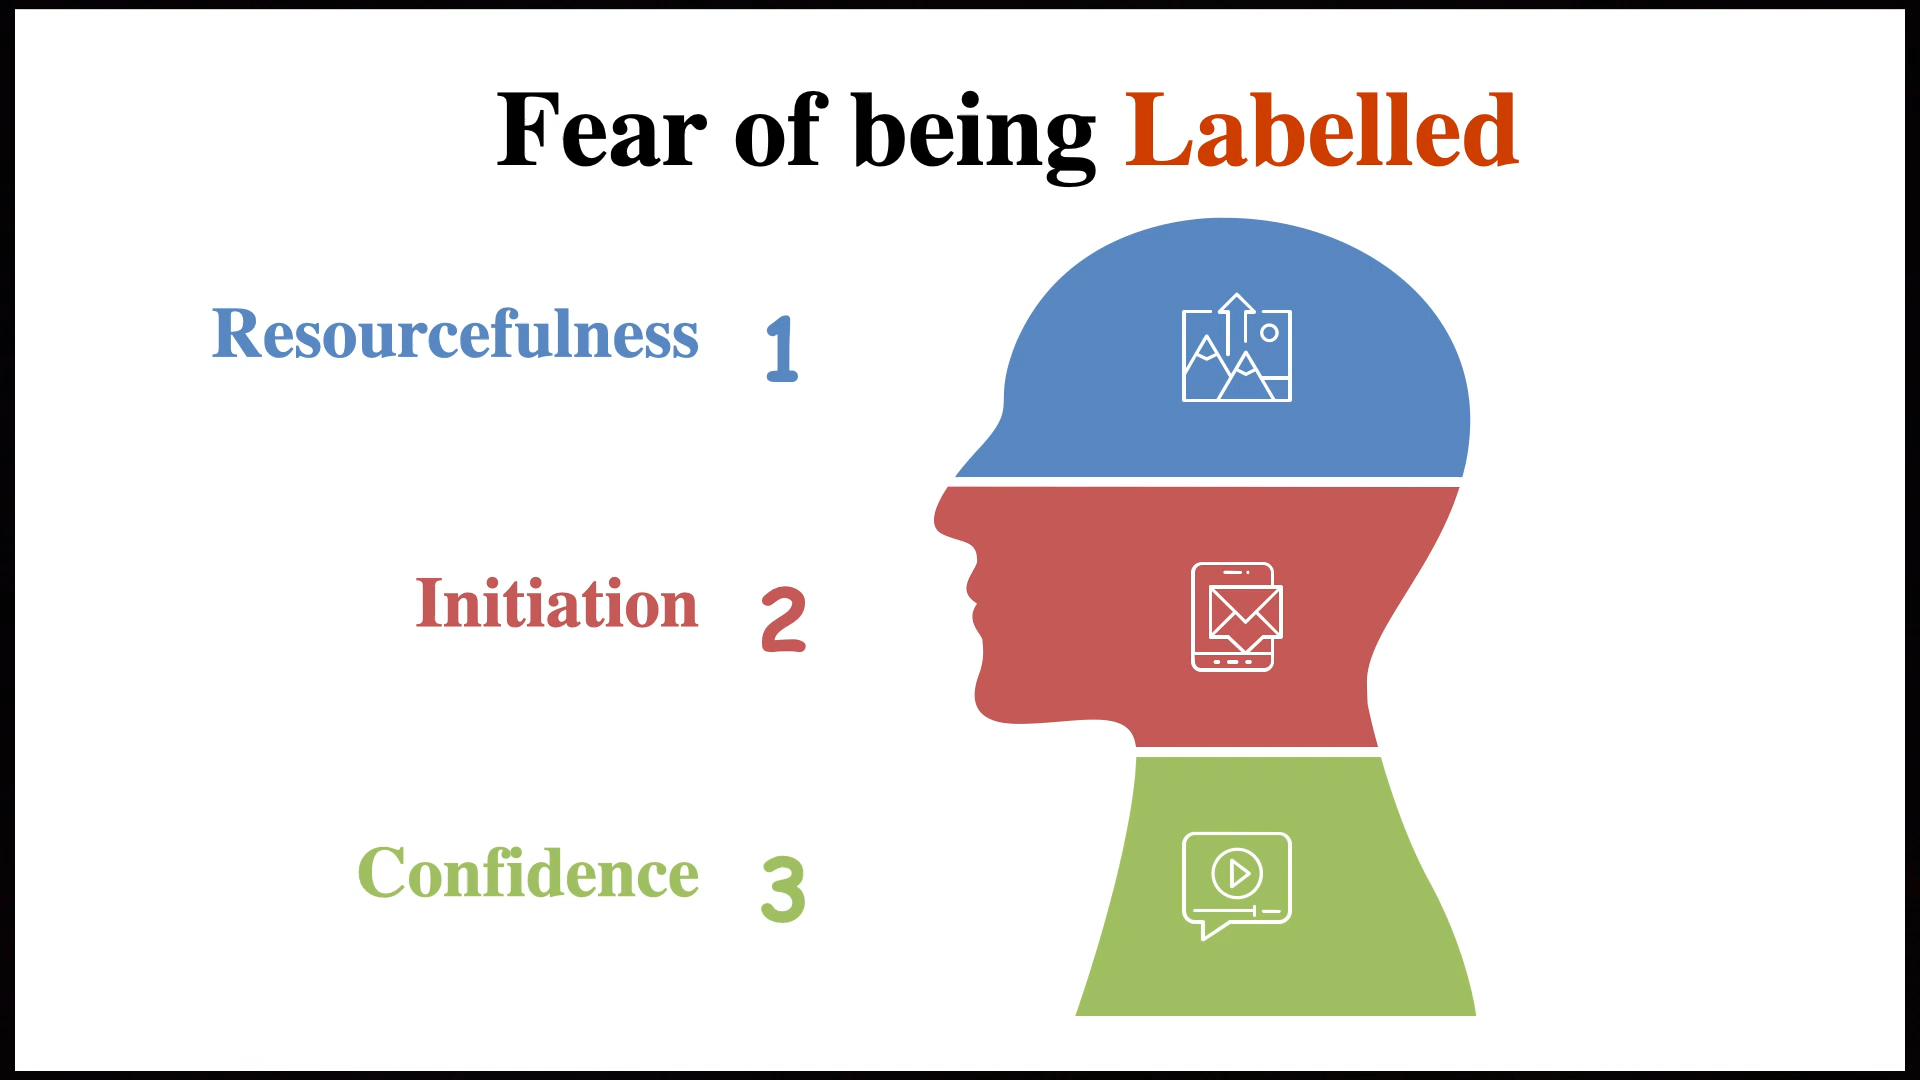 Fear of being Labelled
Resourcefulness 1
Initiation 2
Confidence 3